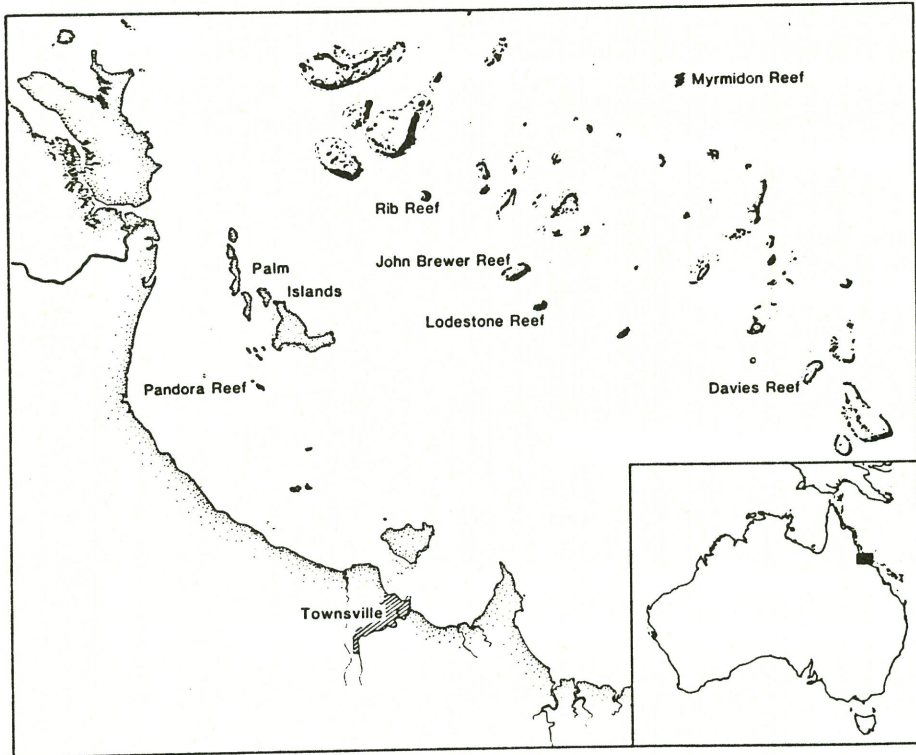 Myrmidon Reef
Rib Reef
Palm
Islands
John Brewer Reef
Lodestone Reef
Pandora Reef
Davies Reef
Townsville